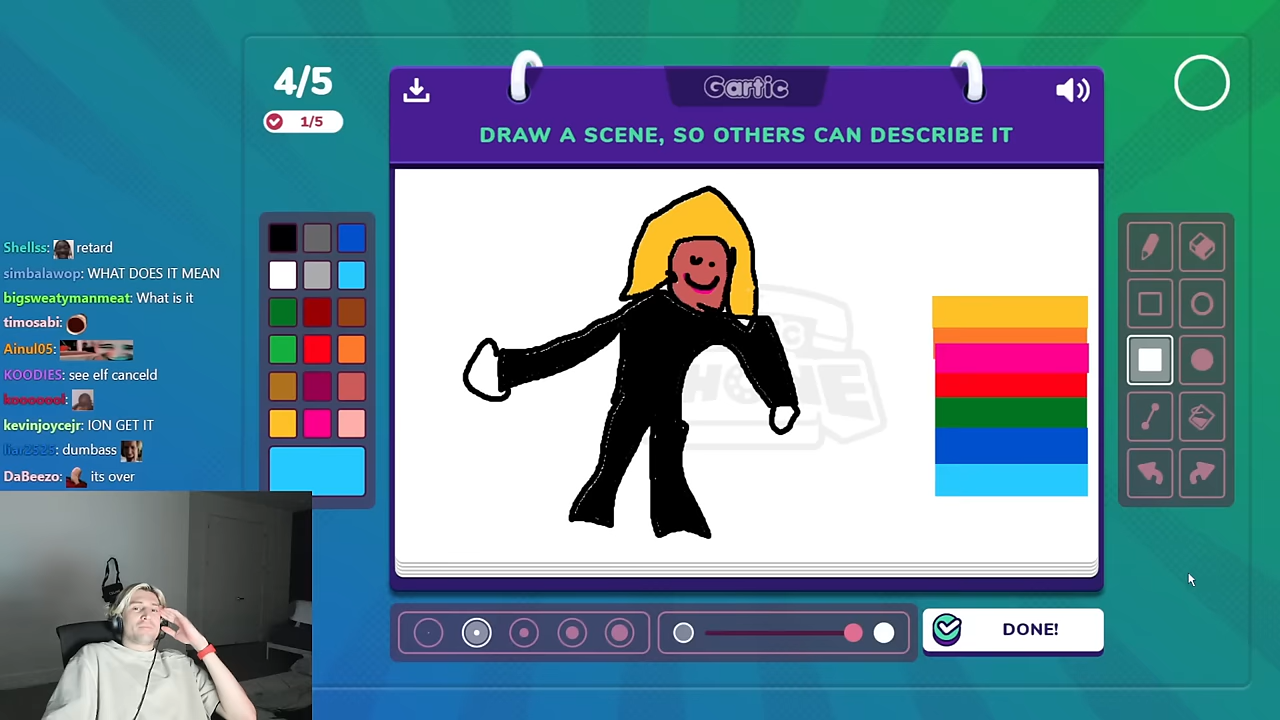 4/5
1/5
Gartic
DRAW A SCENE, SO OTHERS CAN DESCRIBE IT
Shellss: retard
simbalawop: WHAT DOES IT MEAN
bigsweatymanmeat: What is it
timosabi:
Ainul05:
KOODIES: see elf canceld
kevinjoycejr: ION GET IT
dumbass
DaBeezo: its over
HONE
DONE!